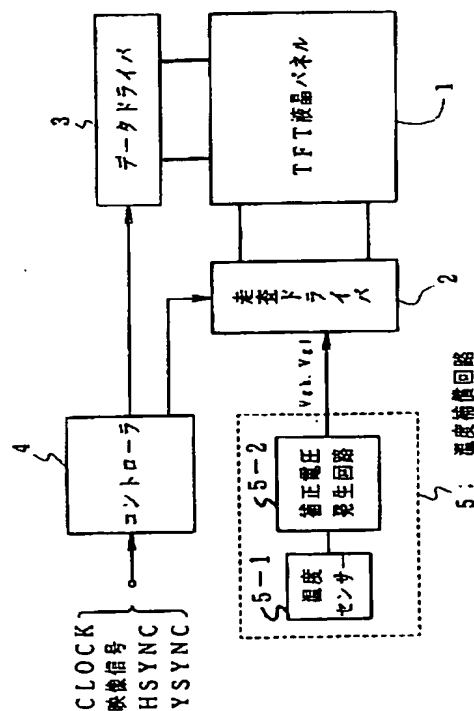 CLOCK
映像信号
HSYNC
YSYNC
4
コントローラ
3
データドライバ
TFT液晶パネル
1
走査ドライバ
2
Vgh, Vgl
5-1
温度
センサー
5-2
補正電圧
発生回路
5: 温度補償回路